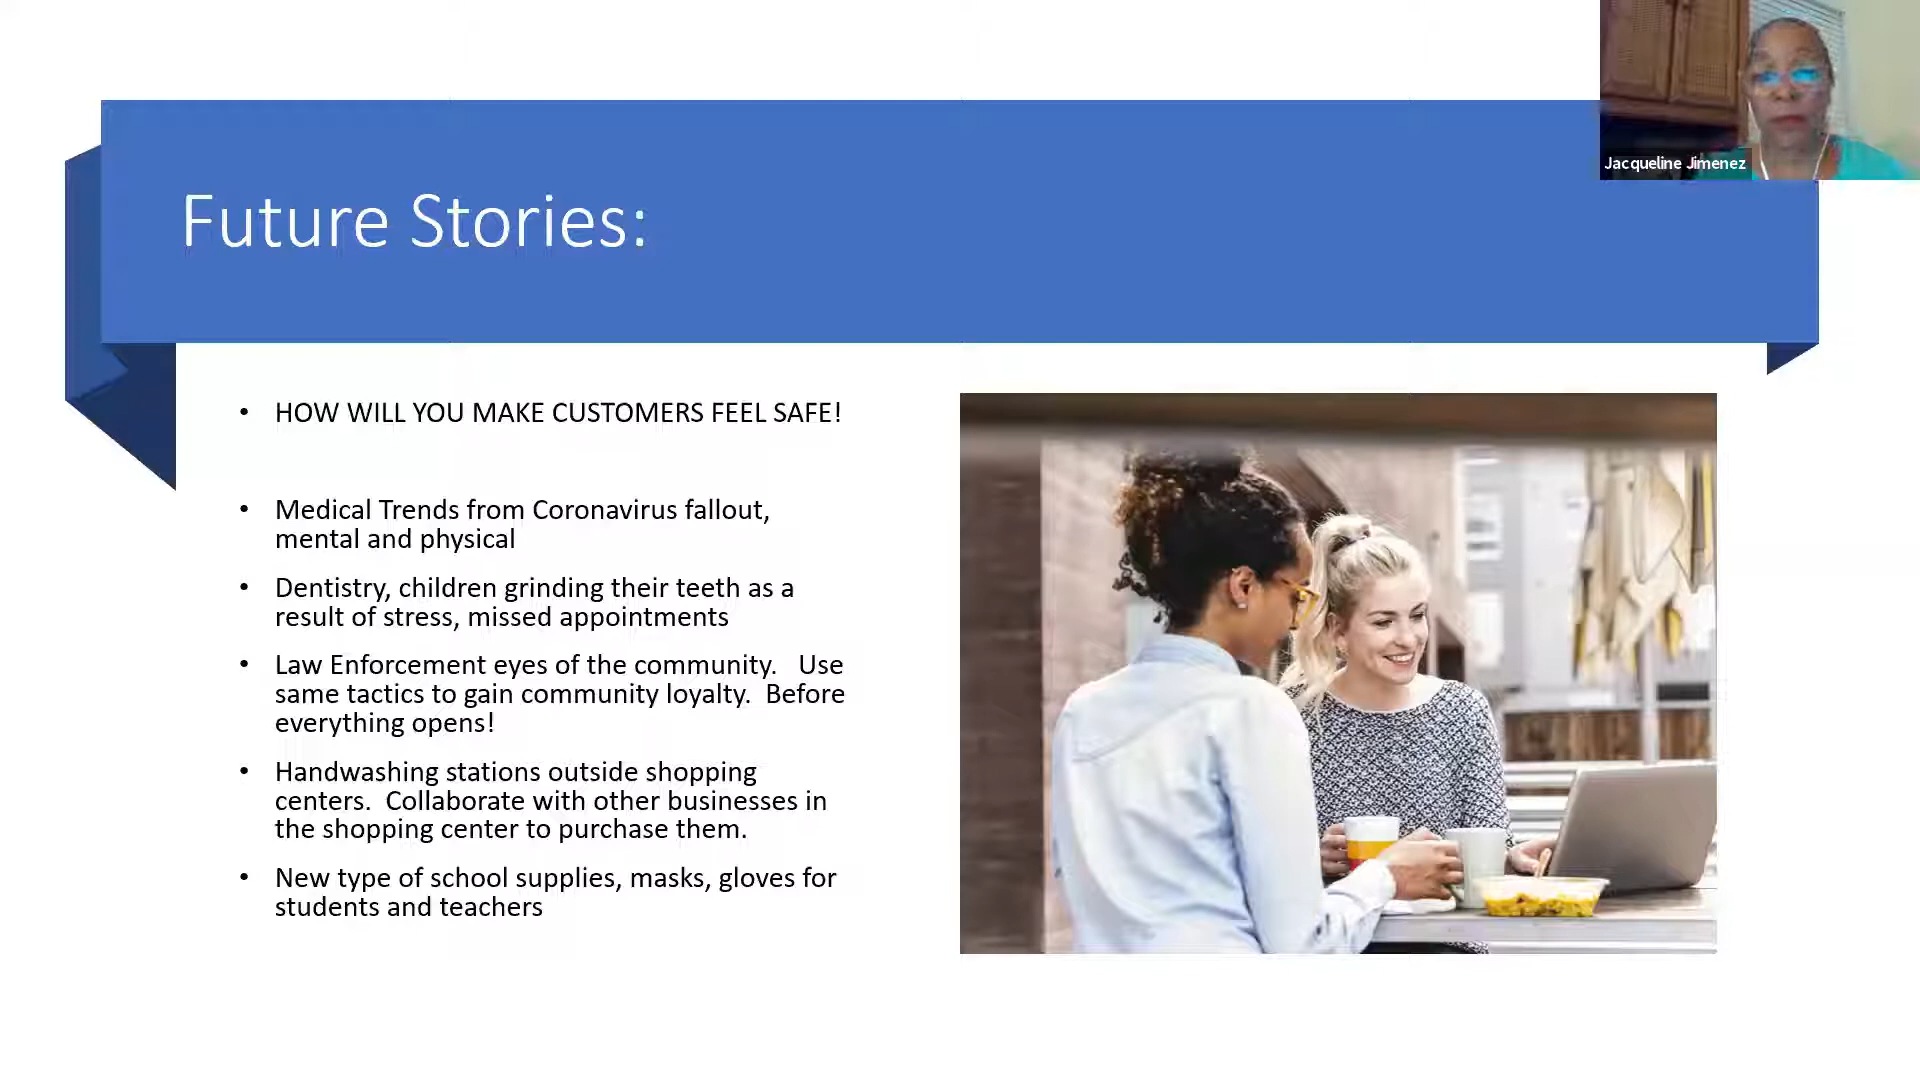 Jacqueline Jimenez
Future Stories:
• HOW WILL YOU MAKE CUSTOMERS FEEL SAFE!
• Medical Trends from Coronavirus fallout,
mental and physical
• Dentistry, children grinding their teeth as a
result of stress, missed appointments
• Law Enforcement eyes of the community.   Use
same tactics to gain community loyalty.  Before
everything opens!
• Handwashing stations outside shopping
centers.  Collaborate with other businesses in
the shopping center to purchase them.
• New type of school supplies, masks, gloves for
students and teachers